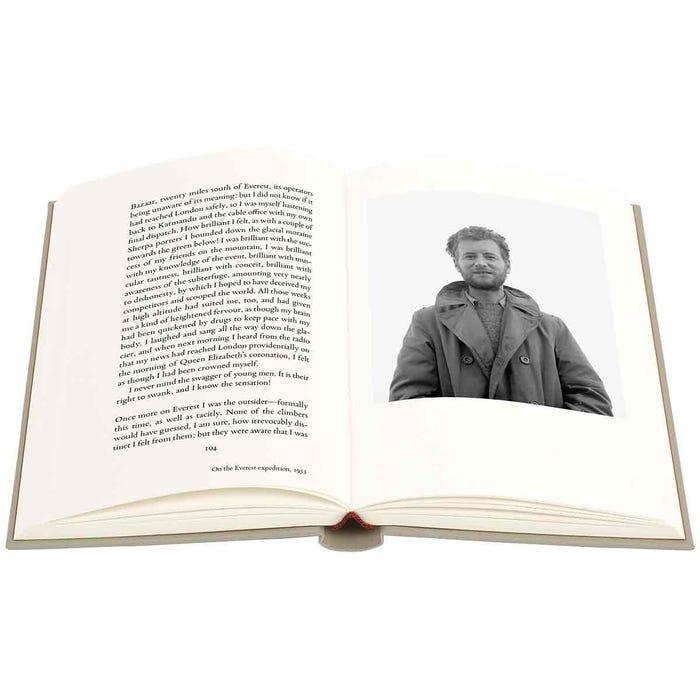 Bazaar, twenty miles south of Everest, its operators
being unaware of its meaning: but I did not know if it
had reached London safely, so I was myself hastening
back to Katmandu and the cable office with my own
final dispatch. How brilliant I felt, as with a couple of
Sherpa porters I bounded down the glacial moraine
towards the green below! I was brilliant with the suc-
cess of my friends on the mountain, I was brilliant
with my knowledge of the event, brilliant with mus-
cular tautness, brilliant with conceit, brilliant with
awareness of the subterfuge, amounting very nearly
to dishonesty, by which I hoped to have deceived my
competitors and scooped the world. All those weeks
at high altitude had suited me, too, and had given
me a kind of heightened fervour, as though my brain
had been quickened by drugs to keep pace with my
body. I laughed and sang all the way down the gla-
cier, and when next morning I heard from the radio
that my news had reached London providentially on
the morning of Queen Elizabeth's coronation, I felt
as though I had been crowned myself.
I never mind the swagger of young men. It is their
right to swank, and I know the sensation!
Once more on Everest I was the outsider—formally
this time, as well as tacitly. None of the climbers
would have guessed, I am sure, how irrevocably dis-
tinct I felt from them: but they were aware that I was
104
On the Everest expedition, 1953